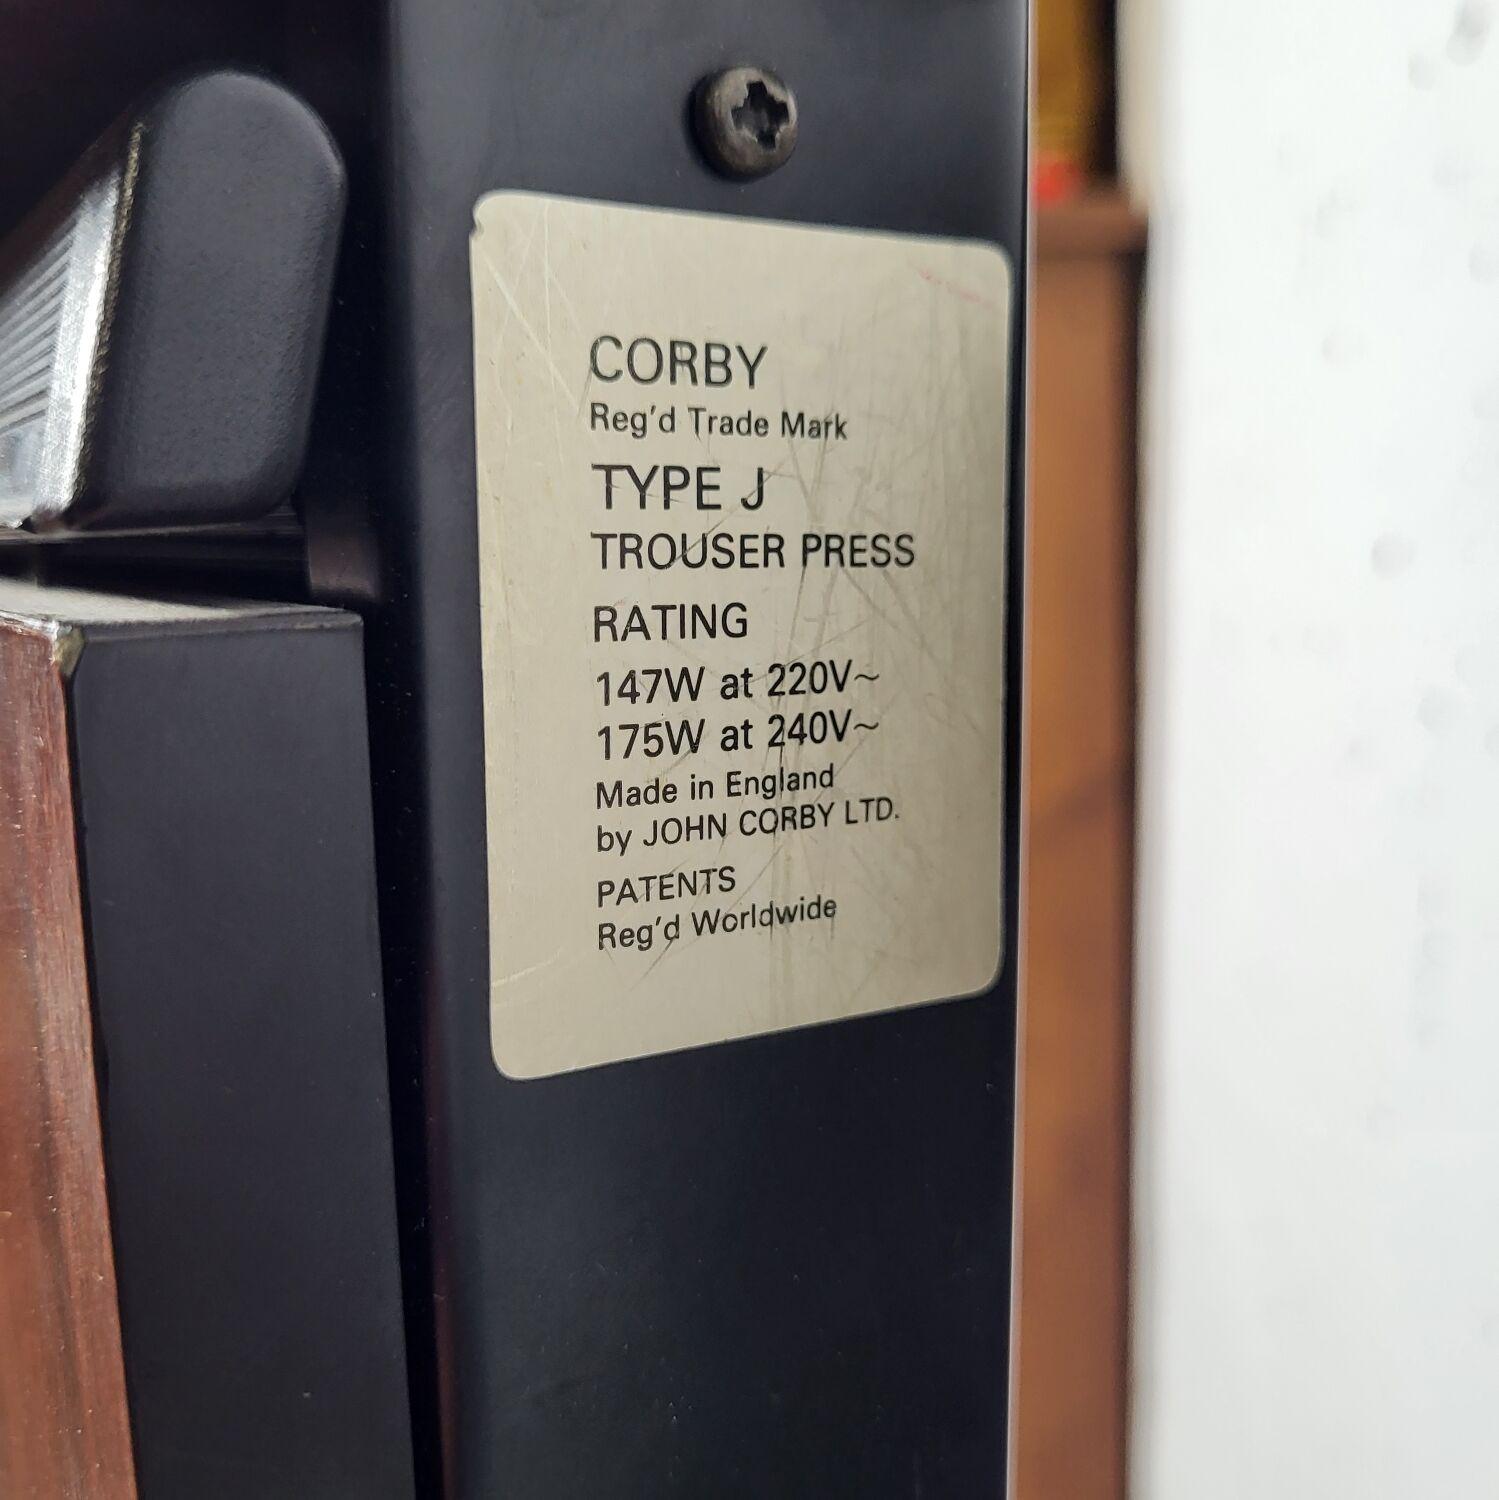 CORBY
Reg'd Trade Mark
TYPE J
TROUSER PRESS
RATING
147W at 220V~
175W at 240V~
Made in England
by JOHN CORBY LTD.
PATENTS
Reg'd Worldwide